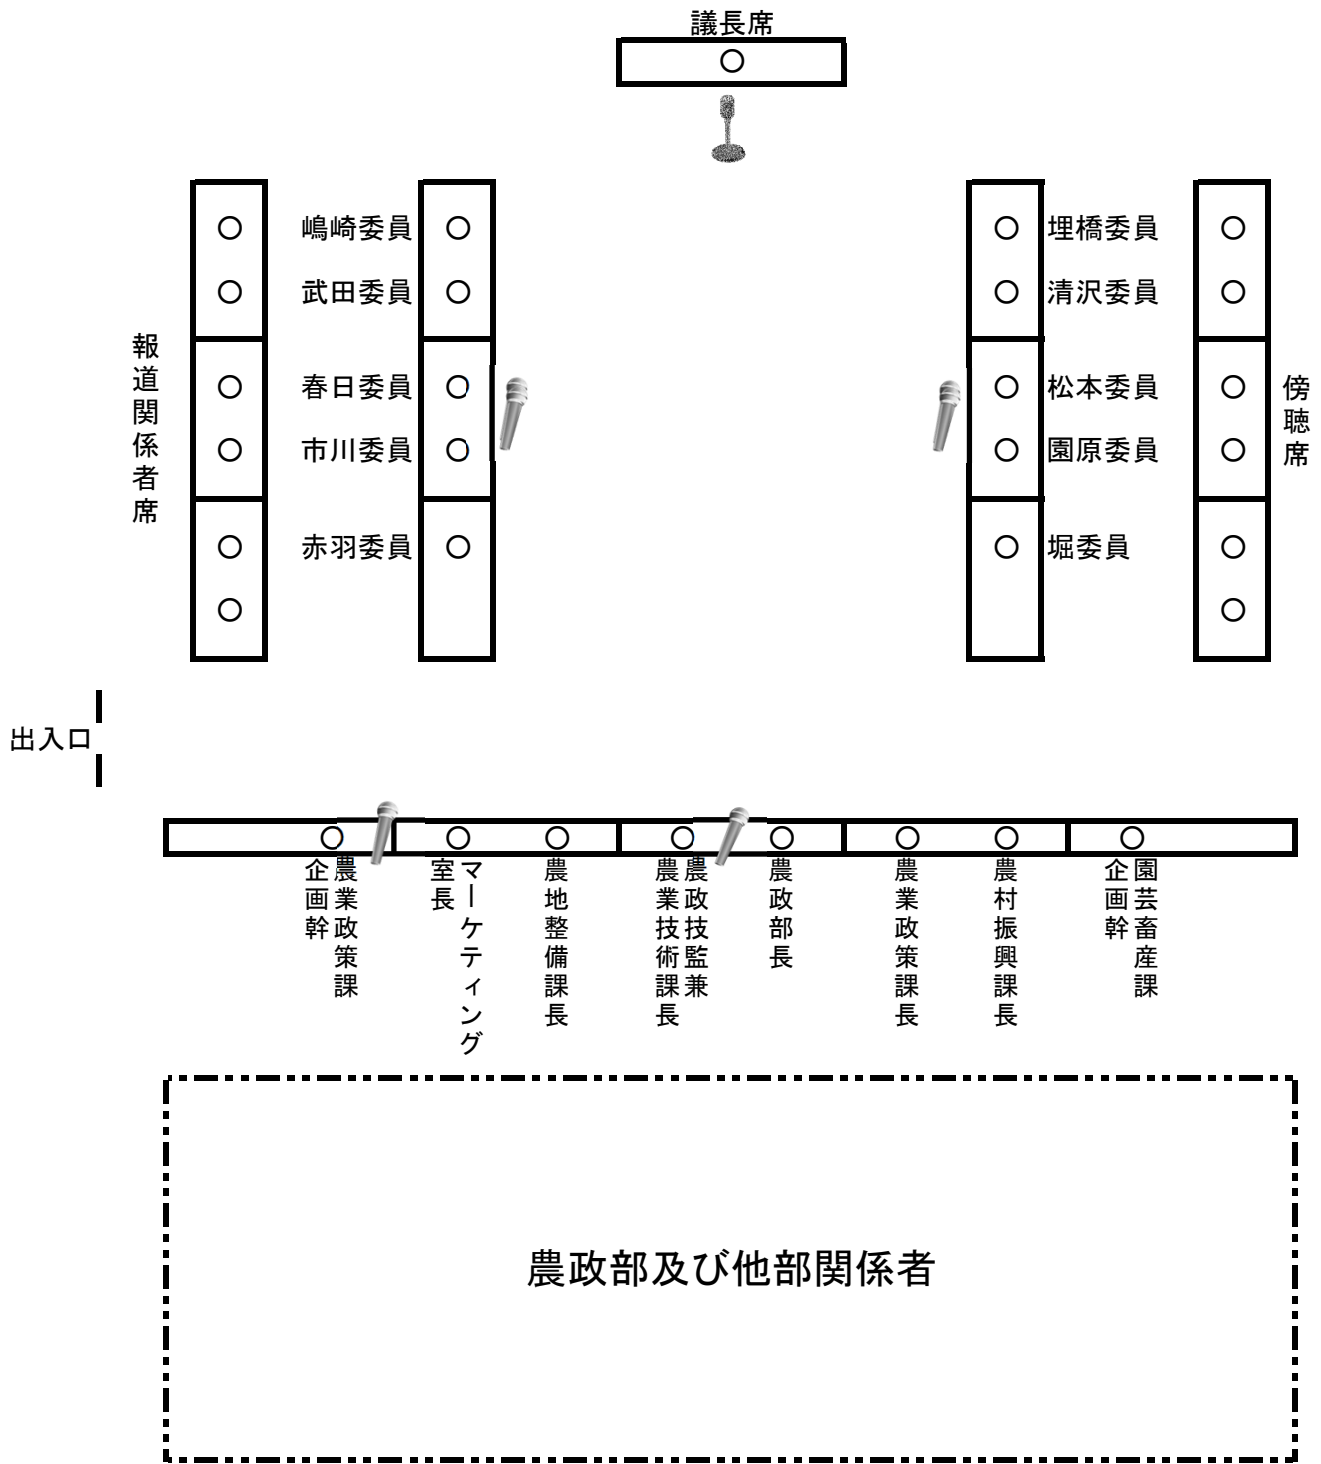 議長席
嶋崎委員
武田委員
春日委員
市川委員
赤羽委員
埋橋委員
清沢委員
松本委員
園原委員
堀委員
報道関係者席
傍聴席
出入口
農業政策課
企画幹
マーケティング
室長
農地整備課長
農政技監兼
農業技術課長
農政部長
農業政策課長
農村振興課長
園芸畜産課
企画幹
農政部及び他部関係者